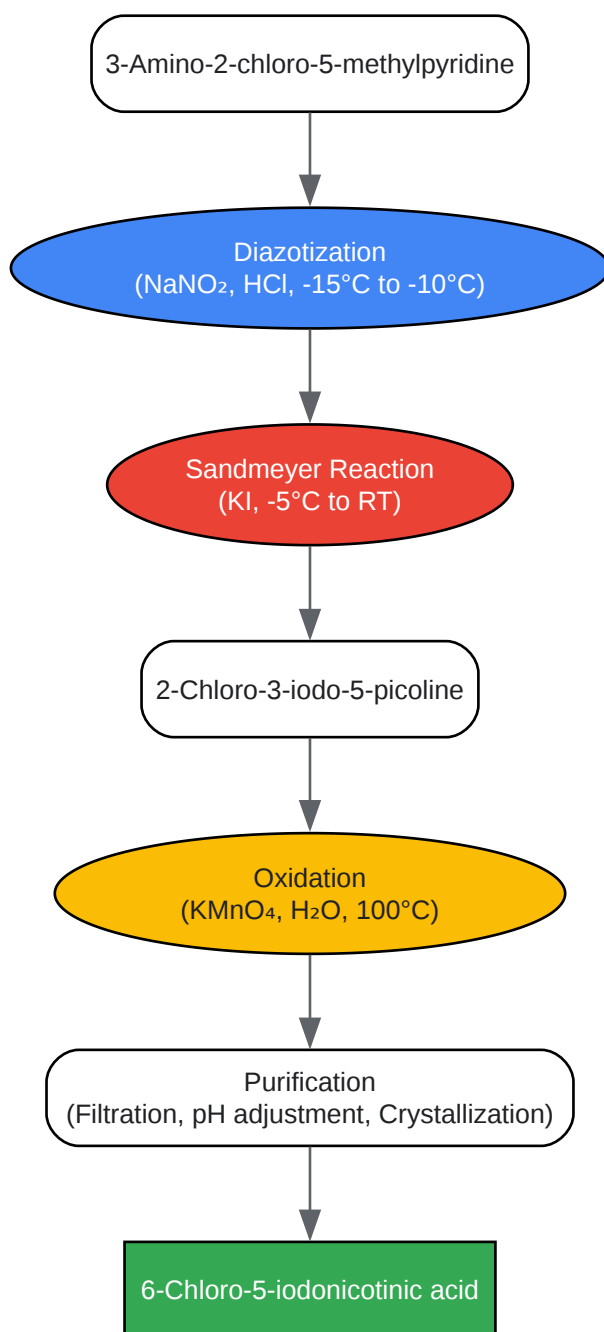 3-Amino-2-chloro-5-methylpyridine
Diazotization
(NaNO₂, HCl, -15°C to -10°C)
Sandmeyer Reaction
(KI, -5°C to RT)
2-Chloro-3-iodo-5-picoline
Oxidation
(KMnO₄, H₂O, 100°C)
Purification
(Filtration, pH adjustment, Crystallization)
6-Chloro-5-iodonicotinic acid